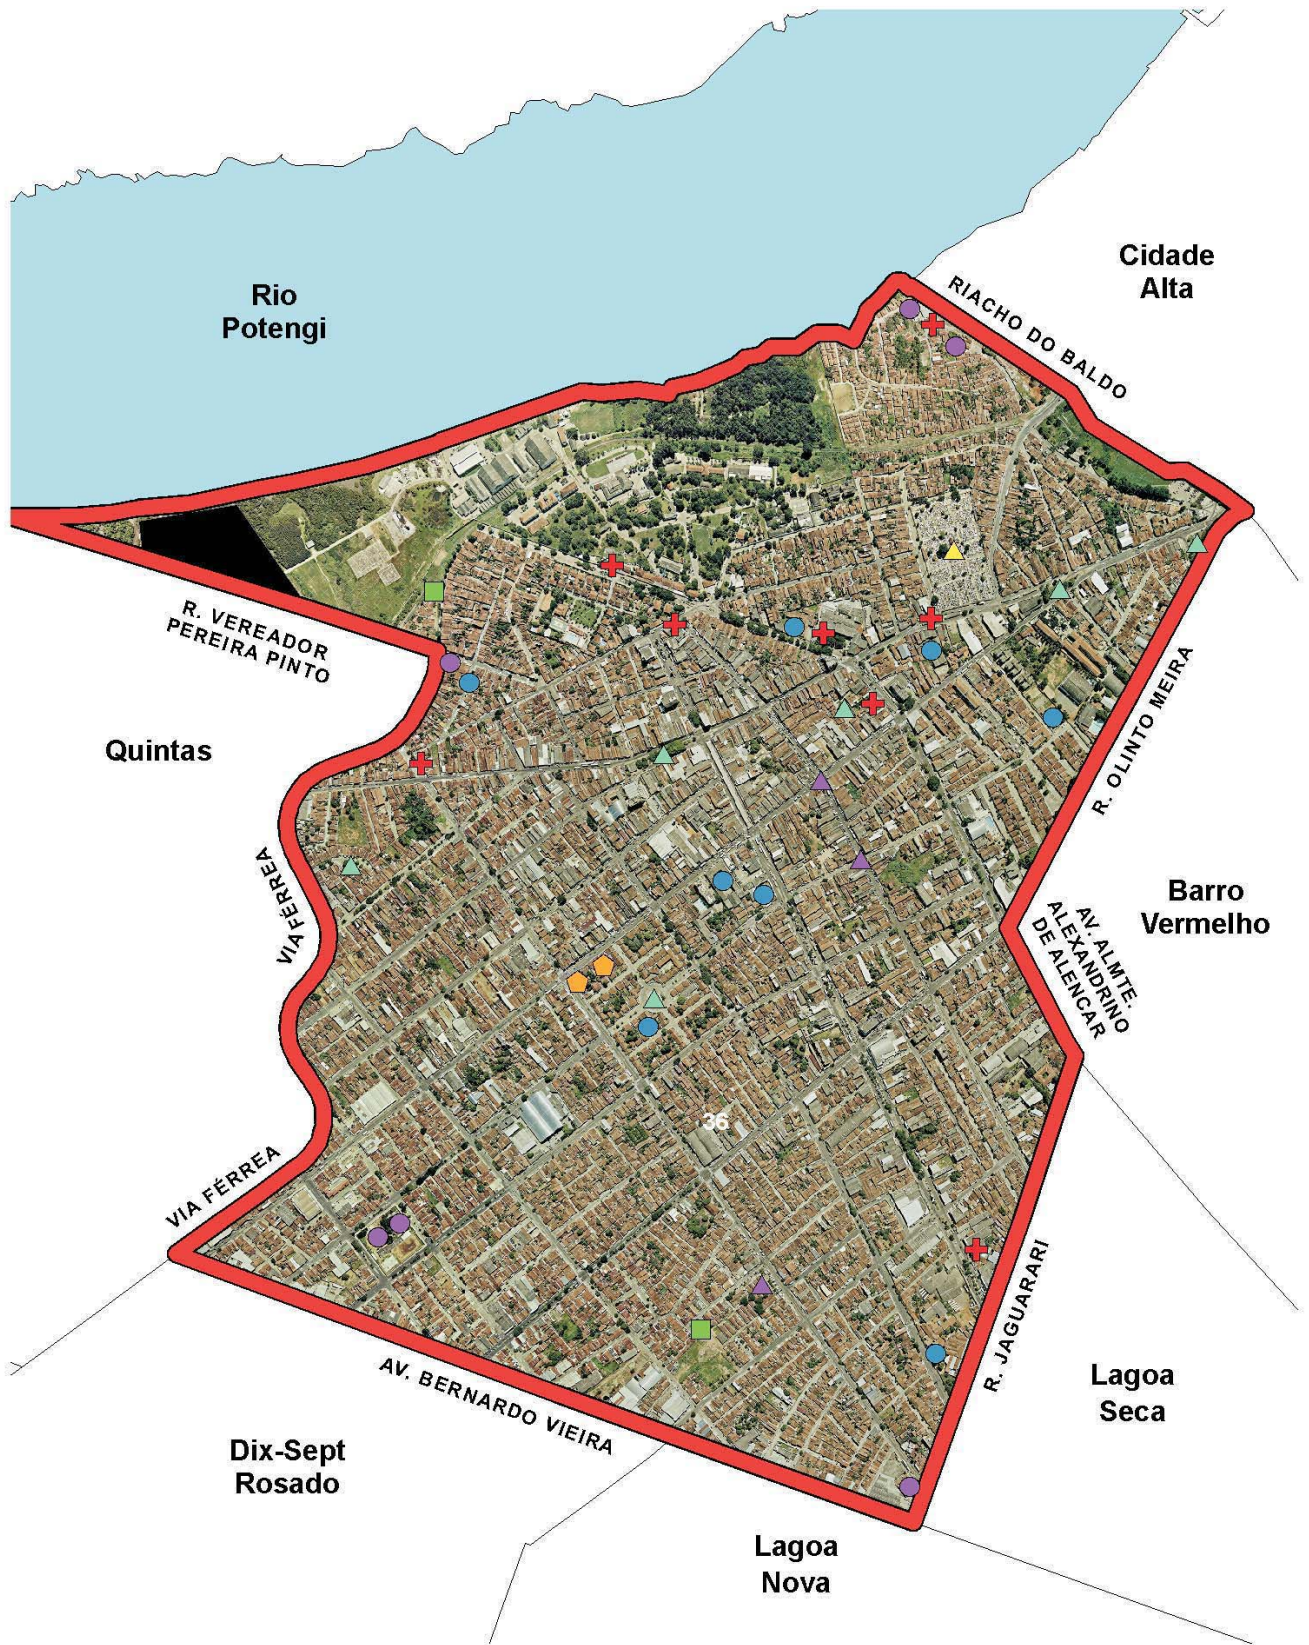 Cidade
Alta
Rio
Potengi
RIACHO DO BALDO
R. VEREADOR
PEREIRA PINTO
R. OLINTO MEIRA
Quintas
VIA FÉRREA
Barro
Vermelho
AV. ALMTE.
ALEXANDRINO
DE ALENCAR
36
VIA FÉRREA
R. JAGUARARI
AV. BERNARDO VIEIRA
Lagoa
Seca
Dix-Sept
Rosado
Lagoa
Nova